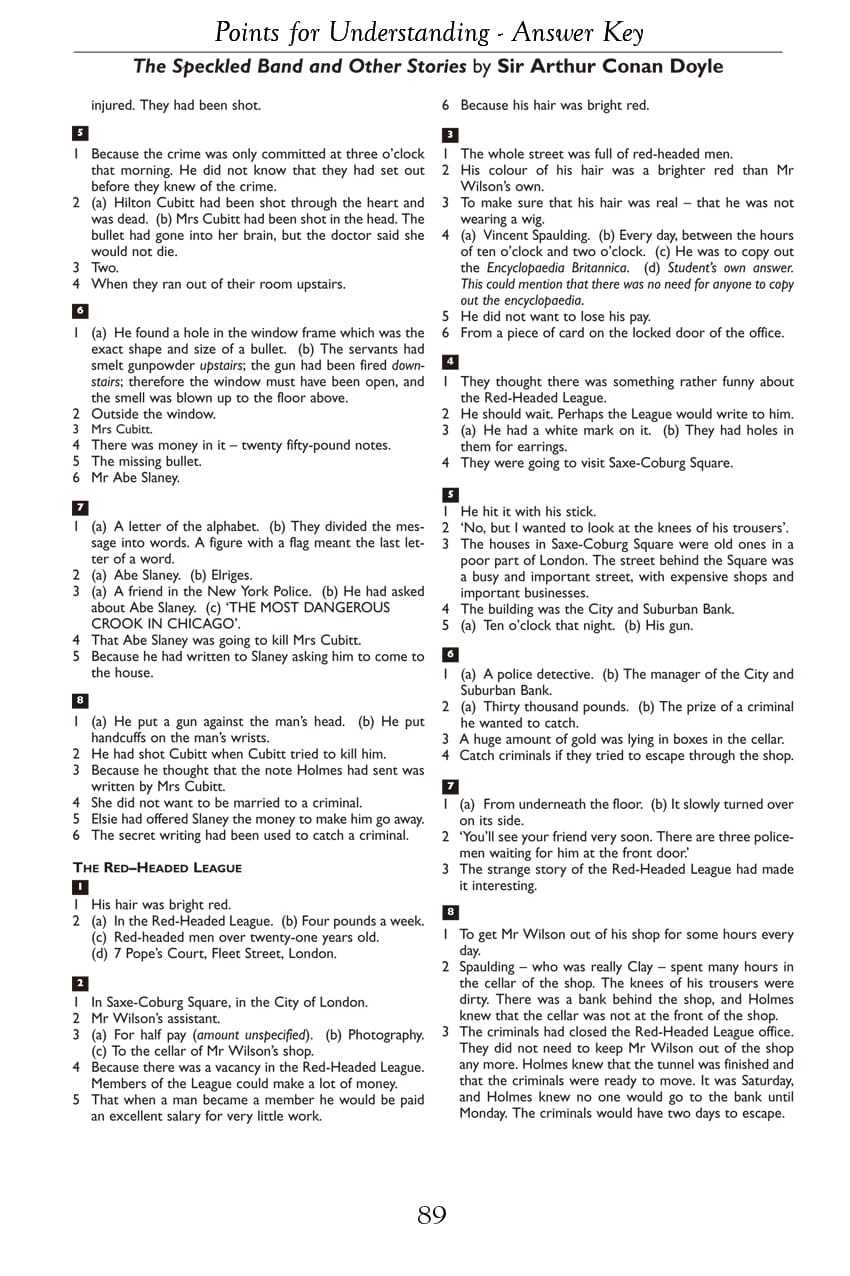 Points for Understanding - Answer Key
The Speckled Band and Other Stories by Sir Arthur Conan Doyle
injured. They had been shot.
5
1 Because the crime was only committed at three o'clock
that morning. He did not know that they had set out
before they knew of the crime.
2 (a) Hilton Cubitt had been shot through the heart and
was dead. (b) Mrs Cubitt had been shot in the head. The
bullet had gone into her brain, but the doctor said she
would not die.
3 Two.
4 When they ran out of their room upstairs.
6
1 (a) He found a hole in the window frame which was the
exact shape and size of a bullet. (b) The servants had
smelt gunpowder upstairs; the gun had been fired down-
stairs; therefore the window must have been open, and
the smell was blown up to the floor above.
2 Outside the window.
3 Mrs Cubitt.
4 There was money in it – twenty fifty-pound notes.
5 The missing bullet.
6 Mr Abe Slaney.
7
1 (a) A letter of the alphabet. (b) They divided the mes-
sage into words. A figure with a flag meant the last let-
ter of a word.
2 (a) Abe Slaney. (b) Elriges.
3 (a) A friend in the New York Police. (b) He had asked
about Abe Slaney. (c) 'THE MOST DANGEROUS
CROOK IN CHICAGO'.
4 That Abe Slaney was going to kill Mrs Cubitt.
5 Because he had written to Slaney asking him to come to
the house.
8
1 (a) He put a gun against the man's head. (b) He put
handcuffs on the man's wrists.
2 He had shot Cubitt when Cubitt tried to kill him.
3 Because he thought that the note Holmes had sent was
written by Mrs Cubitt.
4 She did not want to be married to a criminal.
5 Elsie had offered Slaney the money to make him go away.
6 The secret writing had been used to catch a criminal.
THE RED–HEADED LEAGUE
1
1 His hair was bright red.
2 (a) In the Red-Headed League. (b) Four pounds a week.
(c) Red-headed men over twenty-one years old.
(d) 7 Pope's Court, Fleet Street, London.
2
1 In Saxe-Coburg Square, in the City of London.
2 Mr Wilson's assistant.
3 (a) For half pay (amount unspecified). (b) Photography.
(c) To the cellar of Mr Wilson's shop.
4 Because there was a vacancy in the Red-Headed League.
Members of the League could make a lot of money.
5 That when a man became a member he would be paid
an excellent salary for very little work.
6 Because his hair was bright red.
3
1 The whole street was full of red-headed men.
2 His colour of his hair was a brighter red than Mr
Wilson's own.
3 To make sure that his hair was real – that he was not
wearing a wig.
4 (a) Vincent Spaulding. (b) Every day, between the hours
of ten o'clock and two o'clock. (c) He was to copy out
the Encyclopaedia Britannica. (d) Student's own answer.
This could mention that there was no need for anyone to copy
out the encyclopaedia.
5 He did not want to lose his pay.
6 From a piece of card on the locked door of the office.
4
1 They thought there was something rather funny about
the Red-Headed League.
2 He should wait. Perhaps the League would write to him.
3 (a) He had a white mark on it. (b) They had holes in
them for earrings.
4 They were going to visit Saxe-Coburg Square.
5
1 He hit it with his stick.
2 'No, but I wanted to look at the knees of his trousers'.
3 The houses in Saxe-Coburg Square were old ones in a
poor part of London. The street behind the Square was
a busy and important street, with expensive shops and
important businesses.
4 The building was the City and Suburban Bank.
5 (a) Ten o'clock that night. (b) His gun.
6
1 (a) A police detective. (b) The manager of the City and
Suburban Bank.
2 (a) Thirty thousand pounds. (b) The prize of a criminal
he wanted to catch.
3 A huge amount of gold was lying in boxes in the cellar.
4 Catch criminals if they tried to escape through the shop.
7
1 (a) From underneath the floor. (b) It slowly turned over
on its side.
2 'You'll see your friend very soon. There are three police-
men waiting for him at the front door.'
3 The strange story of the Red-Headed League had made
it interesting.
8
1 To get Mr Wilson out of his shop for some hours every
day.
2 Spaulding – who was really Clay – spent many hours in
the cellar of the shop. The knees of his trousers were
dirty. There was a bank behind the shop, and Holmes
knew that the cellar was not at the front of the shop.
3 The criminals had closed the Red-Headed League office.
They did not need to keep Mr Wilson out of the shop
any more. Holmes knew that the tunnel was finished and
that the criminals were ready to move. It was Saturday,
and Holmes knew no one would go to the bank until
Monday. The criminals would have two days to escape.
89